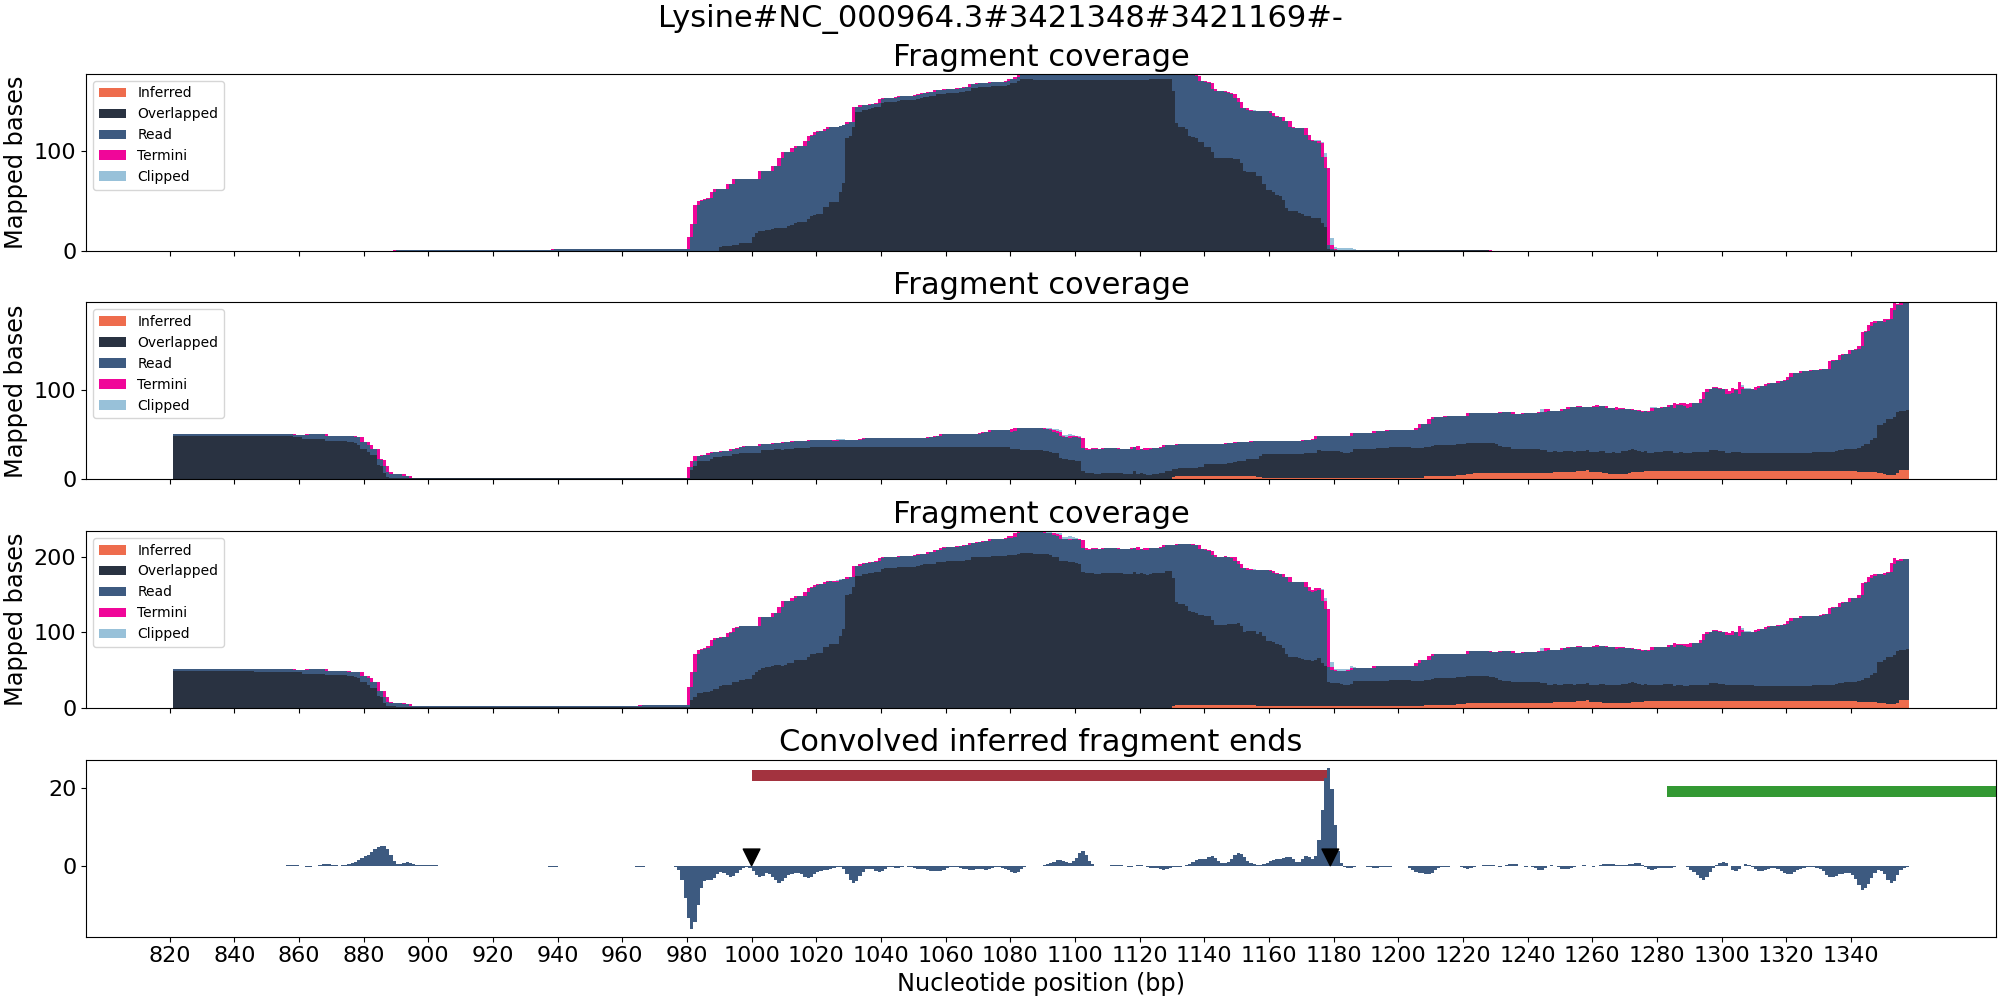 Lysine#NC_000964.3#3421348#3421169#-
Fragment coverage
Mapped bases
100
0
Inferred
Overlapped
Read
Termini
Clipped
Fragment coverage
Mapped bases
100
0
Inferred
Overlapped
Read
Termini
Clipped
Fragment coverage
Mapped bases
200
100
0
Inferred
Overlapped
Read
Termini
Clipped
Convolved inferred fragment ends
20
0
820 840 860 880 900 920 940 960 980 1000 1020 1040 1060 1080 1100 1120 1140 1160 1180 1200 1220 1240 1260 1280 1300 1320 1340
Nucleotide position (bp)